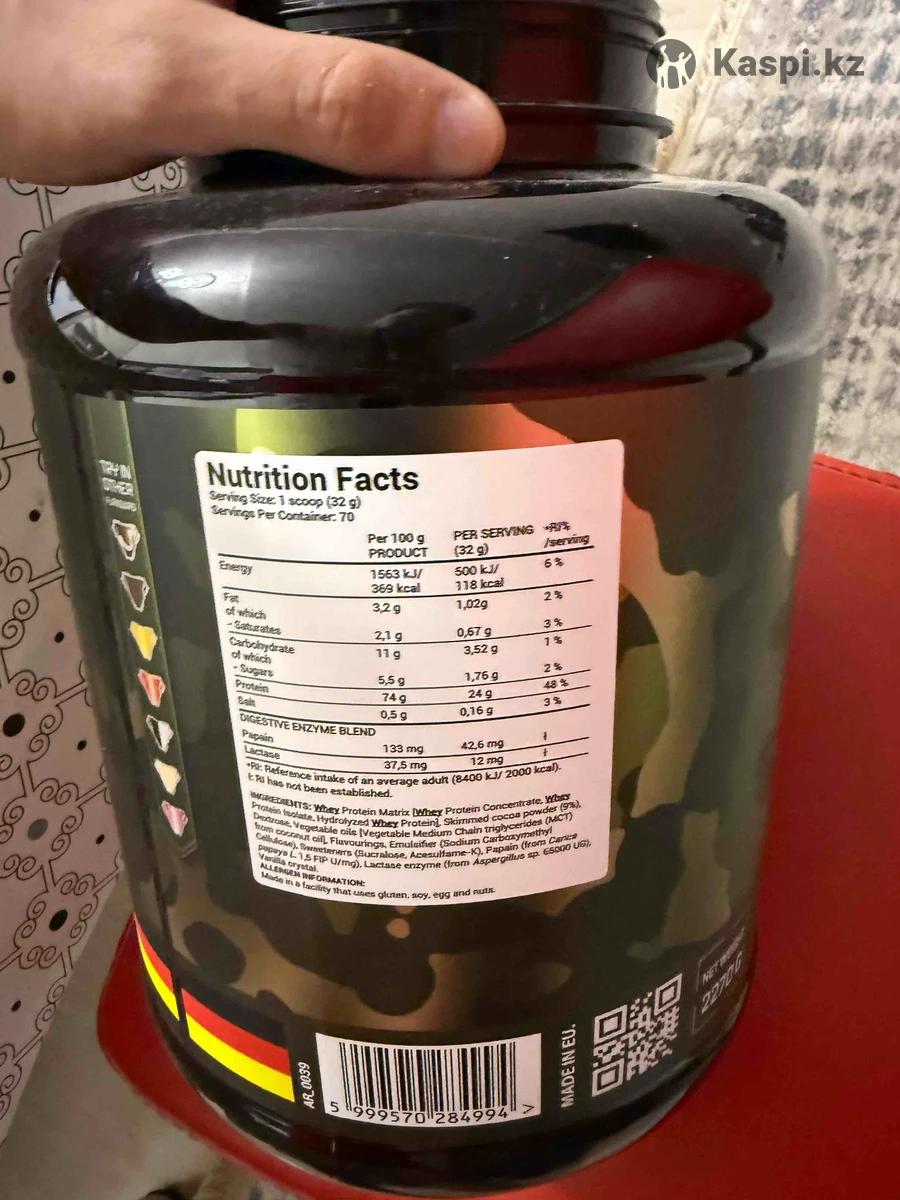 Kaspi.kz
TRY IN
OTHER
Nutrition Facts
Serving Size: 1 scoop (32 g)
Servings Per Container: 70
Per 100 g PER SERVING *RI%
PRODUCT (32 g) /serving
Energy 1563 kJ/ 500 kJ/ 6 %
369 kcal 118 kcal
Fat 3,2 g 1,02g 2 %
of which
- Saturates 2,1 g 0,67 g 3 %
Carbohydrate 11 g 3,52 g 1 %
of which
- Sugars 5,5 g 1,76 g 2 %
Protein 74 g 24 g 48 %
Salt 0,5 g 0,16 g 3 %
DIGESTIVE ENZYME BLEND
Papain 133 mg 42,6 mg ƚ
Lactase 37,5 mg 12 mg ƚ
*RI: Reference intake of an average adult (8400 kJ/ 2000 kcal).
ƚ: RI has not been established.
INGREDIENTS: Whey Protein Matrix [Whey Protein Concentrate, Whey
Protein Isolate, Hydrolyzed Whey Protein], Skimmed cocoa powder (9%),
Dextrose, Vegetable oils [Vegetable Medium Chain triglycerides (MCT)
from coconut oil], Flavourings, Emulsifier (Sodium Carboxymethyl
Cellulose), Sweeteners (Sucralose, Acesulfame-K), Papain (from Carica
papaya L. 1,5 FIP U/mg), Lactase enzyme (from Aspergillus sp. 65000 UG),
Vanilla crystal.
ALLERGEN INFORMATION:
Made in a facility that uses gluten, soy, egg and nuts.
NET WEIGHT
2270 G
MADE IN EU.
AR_0039
5 999570 284994 >